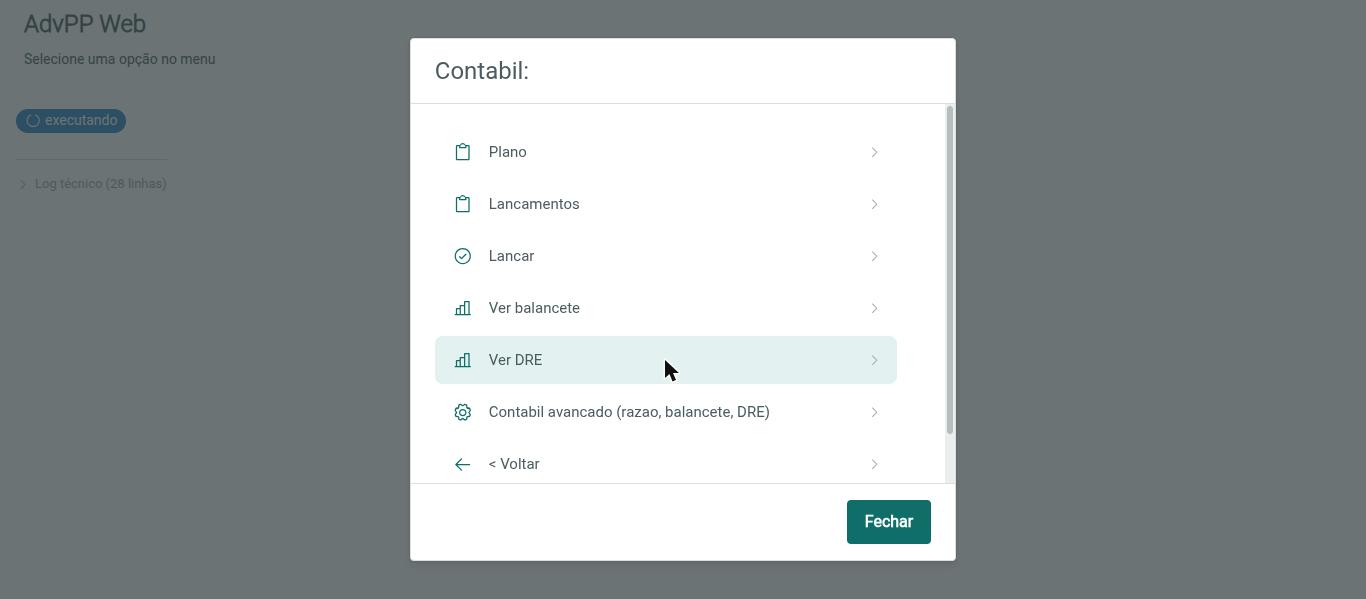 AdvPP Web
Selecione uma opção no menu
executando
Log técnico (28 linhas)
Contabil:
Plano
Lancamentos
Lancar
Ver balancete
Ver DRE
Contabil avancado (razao, balancete, DRE)
< Voltar
Fechar